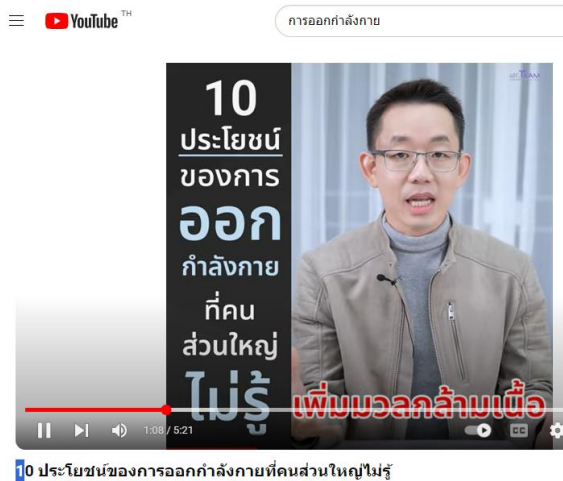 YouTube TH
การออกกำลังกาย
10
ประโยชน์
ของการ
ออก
กำลังกาย
ที่คน
ส่วนใหญ่
ไม่รู้
เพิ่มมวลกล้ามเนื้อ
1:08 / 5:21
CC
10 ประโยชน์ของการออกกำลังกายที่คนส่วนใหญ่ไม่รู้